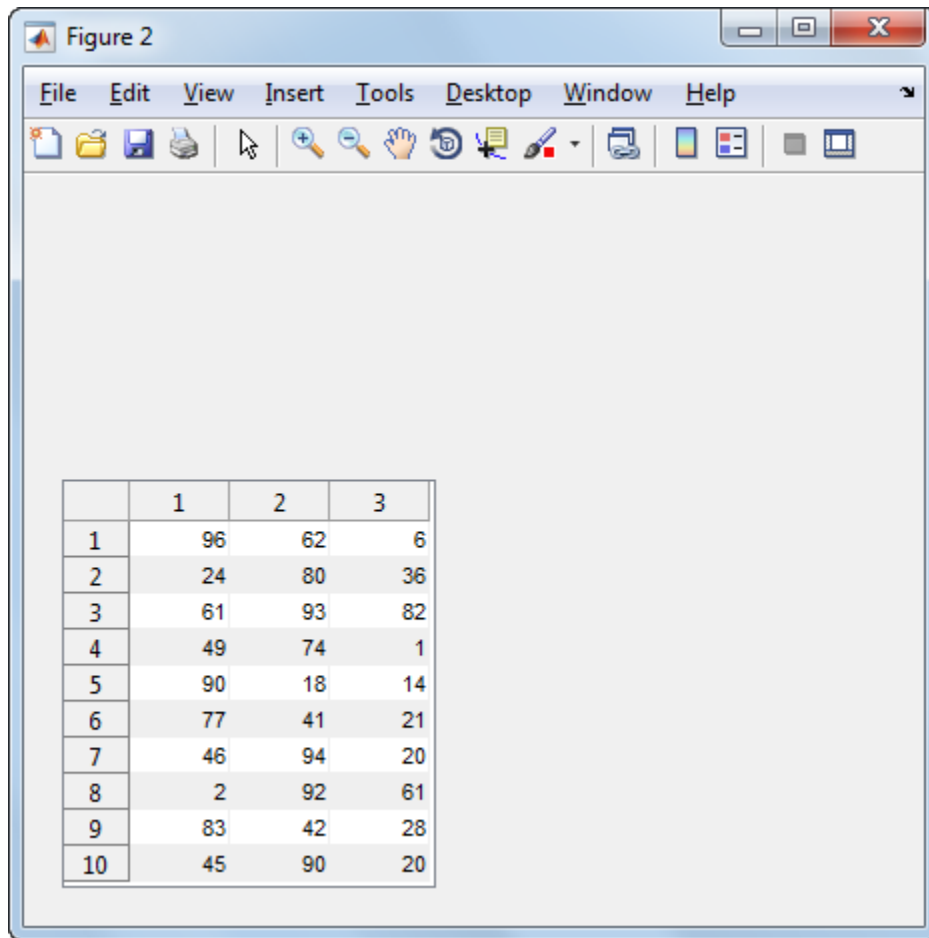 Figure 2
File Edit View Insert Tools Desktop Window Help
1 2 3
1 96 62 6
2 24 80 36
3 61 93 82
4 49 74 1
5 90 18 14
6 77 41 21
7 46 94 20
8 2 92 61
9 83 42 28
10 45 90 20